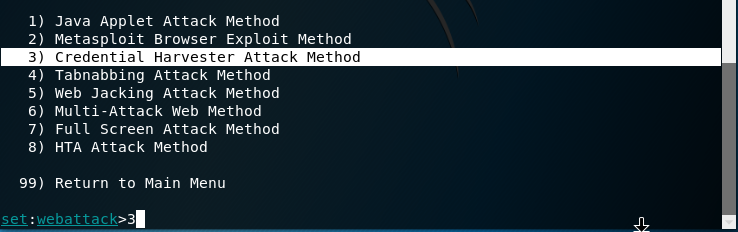 1) Java Applet Attack Method
2) Metasploit Browser Exploit Method
3) Credential Harvester Attack Method
4) Tabnabbing Attack Method
5) Web Jacking Attack Method
6) Multi-Attack Web Method
7) Full Screen Attack Method
8) HTA Attack Method
99) Return to Main Menu
set:webattack>3